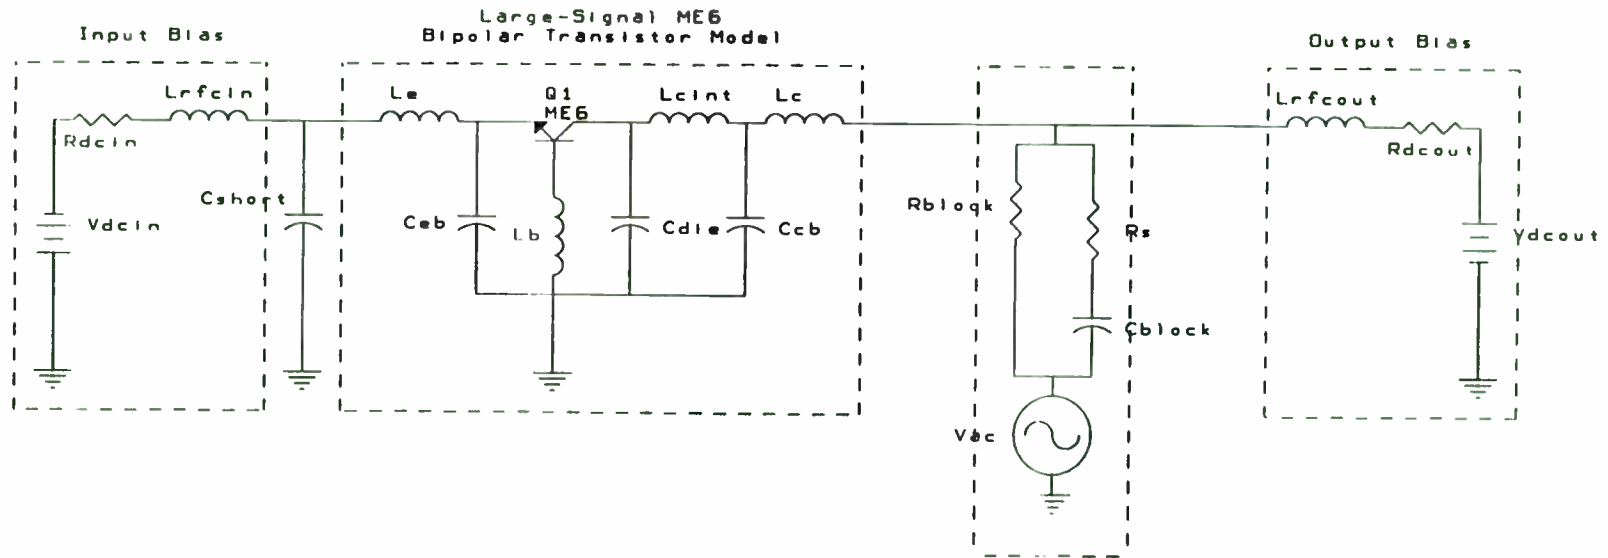 Large-Signal ME6
Bipolar Transistor Model
Input Bias
Output Bias
Lrfcin
Le
Q1
ME6
Lcint
Lc
Lrfcout
Rdcin
Rdcout
Cshort
Vdcin
Ceb
Lb
Cdie
Ccb
Rblock
Rs
Vdcout
Cblock
Vac